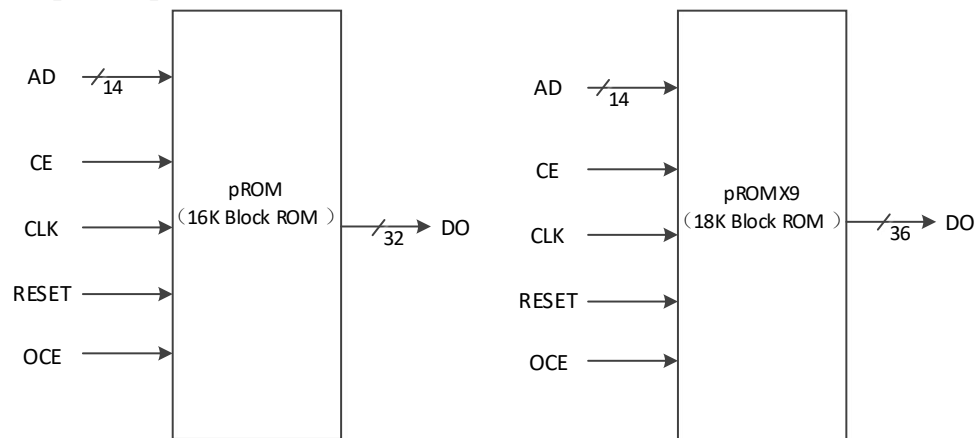 AD
14
CE
CLK
RESET
OCE
pROM
（16K Block ROM ）
32
DO
AD
14
CE
CLK
RESET
OCE
pROMX9
（18K Block ROM ）
36
DO